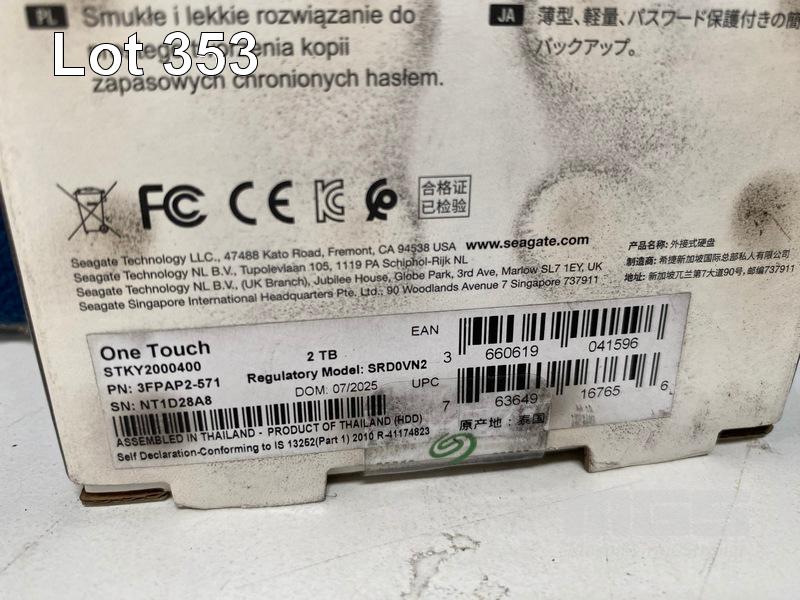 PL Smukłe i lekkie rozwiązanie do
kopii
zapasowych chronionych hasłem.
JA 薄型、軽量、パスワード保護付きの簡
バックアップ。
Lot 353
FC CE
合格证
已检验
Seagate Technology LLC., 47488 Kato Road, Fremont, CA 94538 USA www.seagate.com
Seagate Technology NL B.V., Tupolevlaan 105, 1119 PA Schiphol-Rijk NL
Seagate Technology NL B.V., (UK Branch), Jubilee House, Globe Park, 3rd Ave, Marlow SL7 1EY, UK
Seagate Singapore International Headquarters Pte. Ltd., 90 Woodlands Avenue 7 Singapore 737911
产品名称: 外接式硬盘
制造商: 希捷新加坡国际总部私人有限公司
地址: 新加坡兀兰第7大道90号, 邮编737911
One Touch
STKY2000400
PN: 3FPAP2-571
SN: NT1D28A8
2 TB
Regulatory Model: SRD0VN2
DOM: 07/2025
EAN
3 660619 041596
UPC
7 63649 16765 6
ASSEMBLED IN THAILAND - PRODUCT OF THAILAND (HDD)
Self Declaration-Conforming to IS 13252(Part 1) 2010 R-41174823
原产地: 泰国